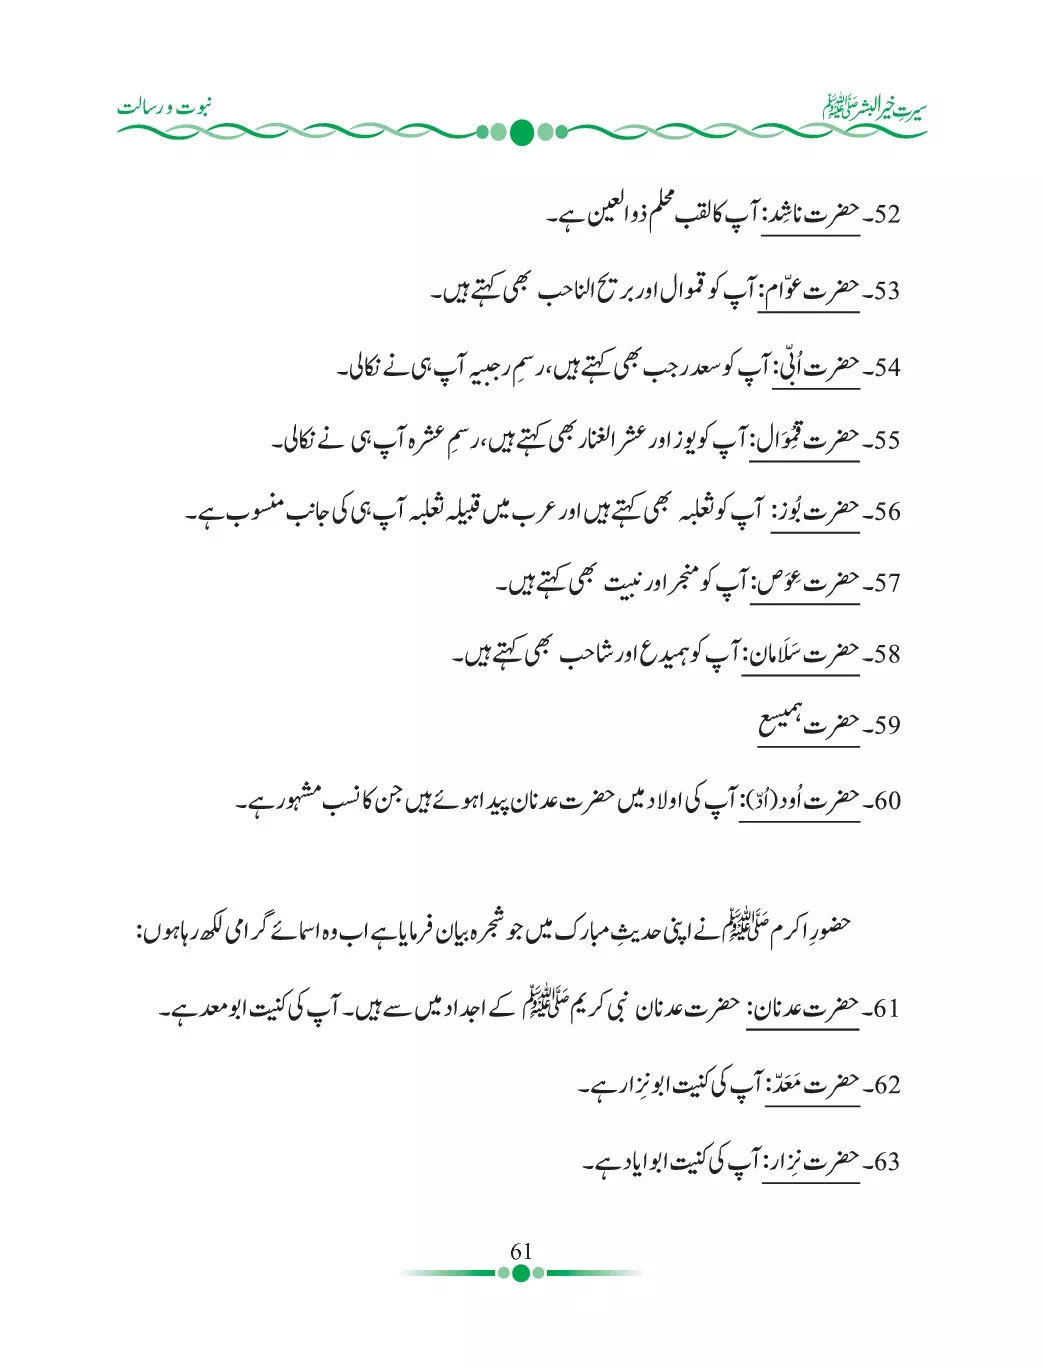 سیرتِ خیر البشر ﷺ
نبوت و رسالت
52۔ حضرت ناشِد: آپ کا لقب محلم ذو العین ہے۔
53۔ حضرت عوّام: آپ کو قموال اور بریح الناحب بھی کہتے ہیں۔
54۔ حضرت اُبیّ: آپ کو سعد رجب بھی کہتے ہیں، رسمِ رجبیہ آپ ہی نے نکالی۔
55۔ حضرت قَمْوَال: آپ کو یوز اور عشر الغنار بھی کہتے ہیں، رسمِ عشرہ آپ ہی نے نکالی۔
56۔ حضرت بُوز: آپ کو ثعلبہ بھی کہتے ہیں اور عرب میں قبیلہ ثعلبہ آپ ہی کی جانب منسوب ہے۔
57۔ حضرت عِوَص: آپ کو منجر اور نبیت بھی کہتے ہیں۔
58۔ حضرت سَلَامان: آپ کو ہمیدع اور شاحب بھی کہتے ہیں۔
59۔ حضرت ہمیسع
60۔ حضرت اُود (اُدّ): آپ کی اولاد میں حضرت عدنان پیدا ہوئے ہیں جن کا نسب مشہور ہے۔
حضورِ اکرم ﷺ نے اپنی حدیثِ مبارک میں جو شجرہ بیان فرمایا ہے اب وہ اسمائے گرامی لکھ رہا ہوں:
61۔ حضرت عدنان: حضرت عدنان نبی کریم ﷺ کے اجداد میں سے ہیں۔ آپ کی کنیت ابو معد ہے۔
62۔ حضرت مَعَدّ: آپ کی کنیت ابو نِزار ہے۔
63۔ حضرت نِزار: آپ کی کنیت ابو ایاد ہے۔
61